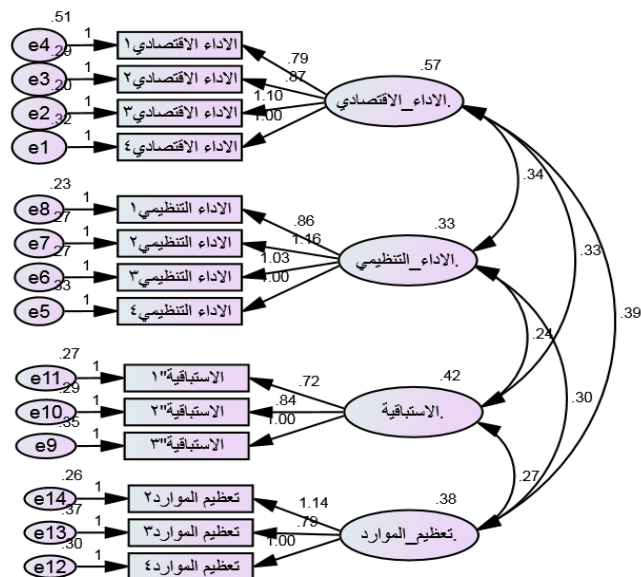 .51
e4 1 الاداء الاقتصادي١ .79
.29
e3 1 الاداء الاقتصادي٢ .87
.20
e2 1 الاداء الاقتصادي٣ 1.10
.32
e1 1 الاداء الاقتصادي٤ 1.00
.57
الاداء_الاقتصادي.
.23
e8 1 الاداء التنظيمي١ .86
.27
e7 1 الاداء التنظيمي٢ 1.16
.27
e6 1 الاداء التنظيمي٣ 1.03
.33
e5 1 الاداء التنظيمي٤ 1.00
.33
الاداء_التنظيمي.
.27
e11 1 الاستباقية"١ .72
.29
e10 1 الاستباقية"٢ .84
.35
e9 1 الاستباقية"٣ 1.00
.42
الاستباقية.
.26
e14 1 تعظيم الموارد٢ 1.14
.37
e13 1 تعظيم الموارد٣ .79
.30
e12 1 تعظيم الموارد٤ 1.00
.38
تعظيم_الموارد.
.34
.33
.39
.24
.30
.27